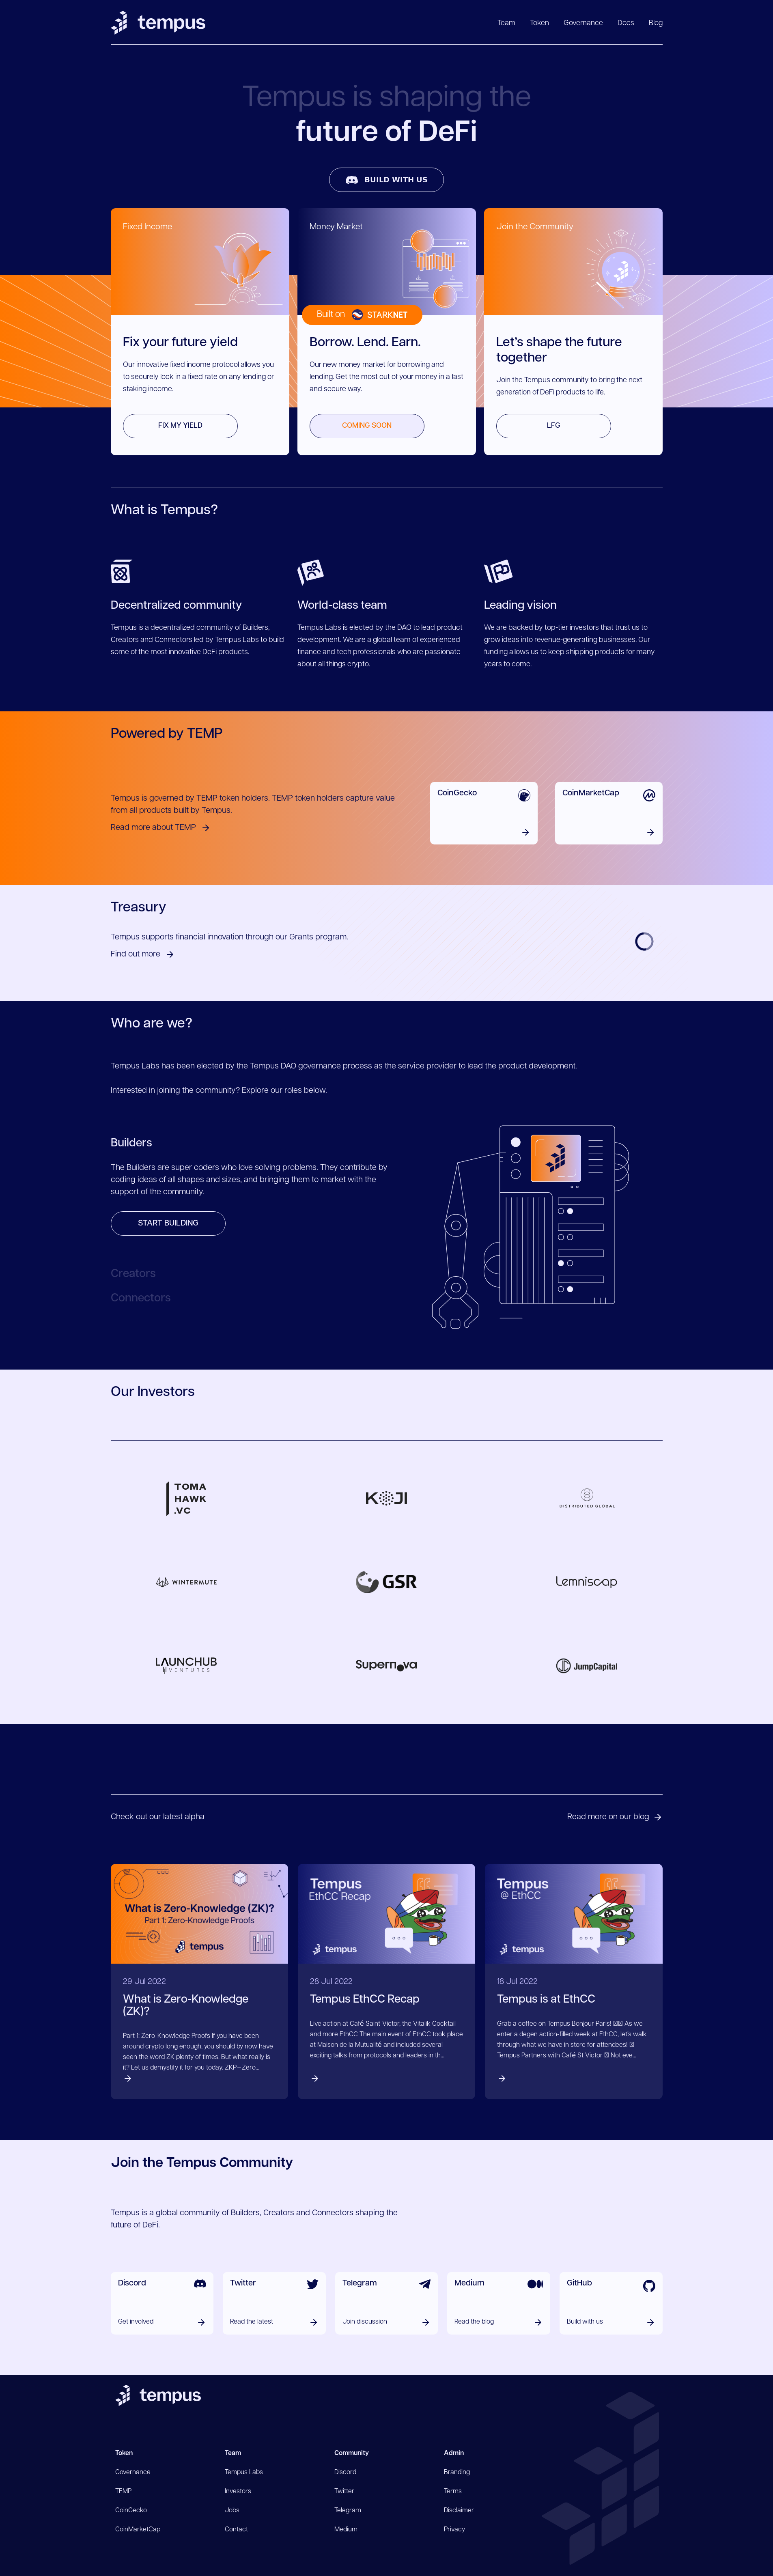 tempus
Team Token Governance Docs Blog
Tempus is shaping the
future of DeFi
BUILD WITH US
Fixed Income
Fix your future yield
Our innovative fixed income protocol allows you
to securely lock in a fixed rate on any lending or
staking income.
FIX MY YIELD
Money Market
Built on STARKNET
Borrow. Lend. Earn.
Our new money market for borrowing and
lending. Get the most out of your money in a fast
and secure way.
COMING SOON
Join the Community
Let's shape the future
together
Join the Tempus community to bring the next
generation of DeFi products to life.
LFG
What is Tempus?
Decentralized community
Tempus is a decentralized community of Builders,
Creators and Connectors led by Tempus Labs to build
some of the most innovative DeFi products.
World-class team
Tempus Labs is elected by the DAO to lead product
development. We are a global team of experienced
finance and tech professionals who are passionate
about all things crypto.
Leading vision
We are backed by top-tier investors that trust us to
grow ideas into revenue-generating businesses. Our
funding allows us to keep shipping products for many
years to come.
Powered by TEMP
Tempus is governed by TEMP token holders. TEMP token holders capture value
from all products built by Tempus.
Read more about TEMP
CoinGecko
CoinMarketCap
Treasury
Tempus supports financial innovation through our Grants program.
Find out more
Who are we?
Tempus Labs has been elected by the Tempus DAO governance process as the service provider to lead the product development.
Interested in joining the community? Explore our roles below.
Builders
The Builders are super coders who love solving problems. They contribute by
coding ideas of all shapes and sizes, and bringing them to market with the
support of the community.
START BUILDING
Creators
Connectors
Our Investors
TOMA
HAWK
.VC
KOJI
DISTRIBUTED GLOBAL
WINTERMUTE
GSR
Lemniscap
LAUNCHUB
VENTURES
Supernova
JumpCapital
Check out our latest alpha
Read more on our blog
What is Zero-Knowledge (ZK)?
Part 1: Zero-Knowledge Proofs
tempus
29 Jul 2022
What is Zero-Knowledge
(ZK)?
Part 1: Zero-Knowledge Proofs If you have been
around crypto long enough, you should by now have
seen the word ZK plenty of times. But what really is
it? Let us demystify it for you today. ZKP – Zero...
Tempus
EthCC Recap
tempus
28 Jul 2022
Tempus EthCC Recap
Live action at Café Saint-Victor, the Vitalik Cocktail
and more EthCC The main event of EthCC took place
at Maison de la Mutualité and included several
exciting talks from protocols and leaders in th...
Tempus
@ EthCC
tempus
18 Jul 2022
Tempus is at EthCC
Grab a coffee on Tempus Bonjour Paris! As we
enter a degen action-filled week at EthCC, let's walk
through what we have in store for attendees!
Tempus Partners with Café St Victor Not eve...
Join the Tempus Community
Tempus is a global community of Builders, Creators and Connectors shaping the
future of DeFi.
Discord
Get involved
Twitter
Read the latest
Telegram
Join discussion
Medium
Read the blog
GitHub
Build with us
tempus
Token
Governance
TEMP
CoinGecko
CoinMarketCap
Team
Tempus Labs
Investors
Jobs
Contact
Community
Discord
Twitter
Telegram
Medium
Admin
Branding
Terms
Disclaimer
Privacy